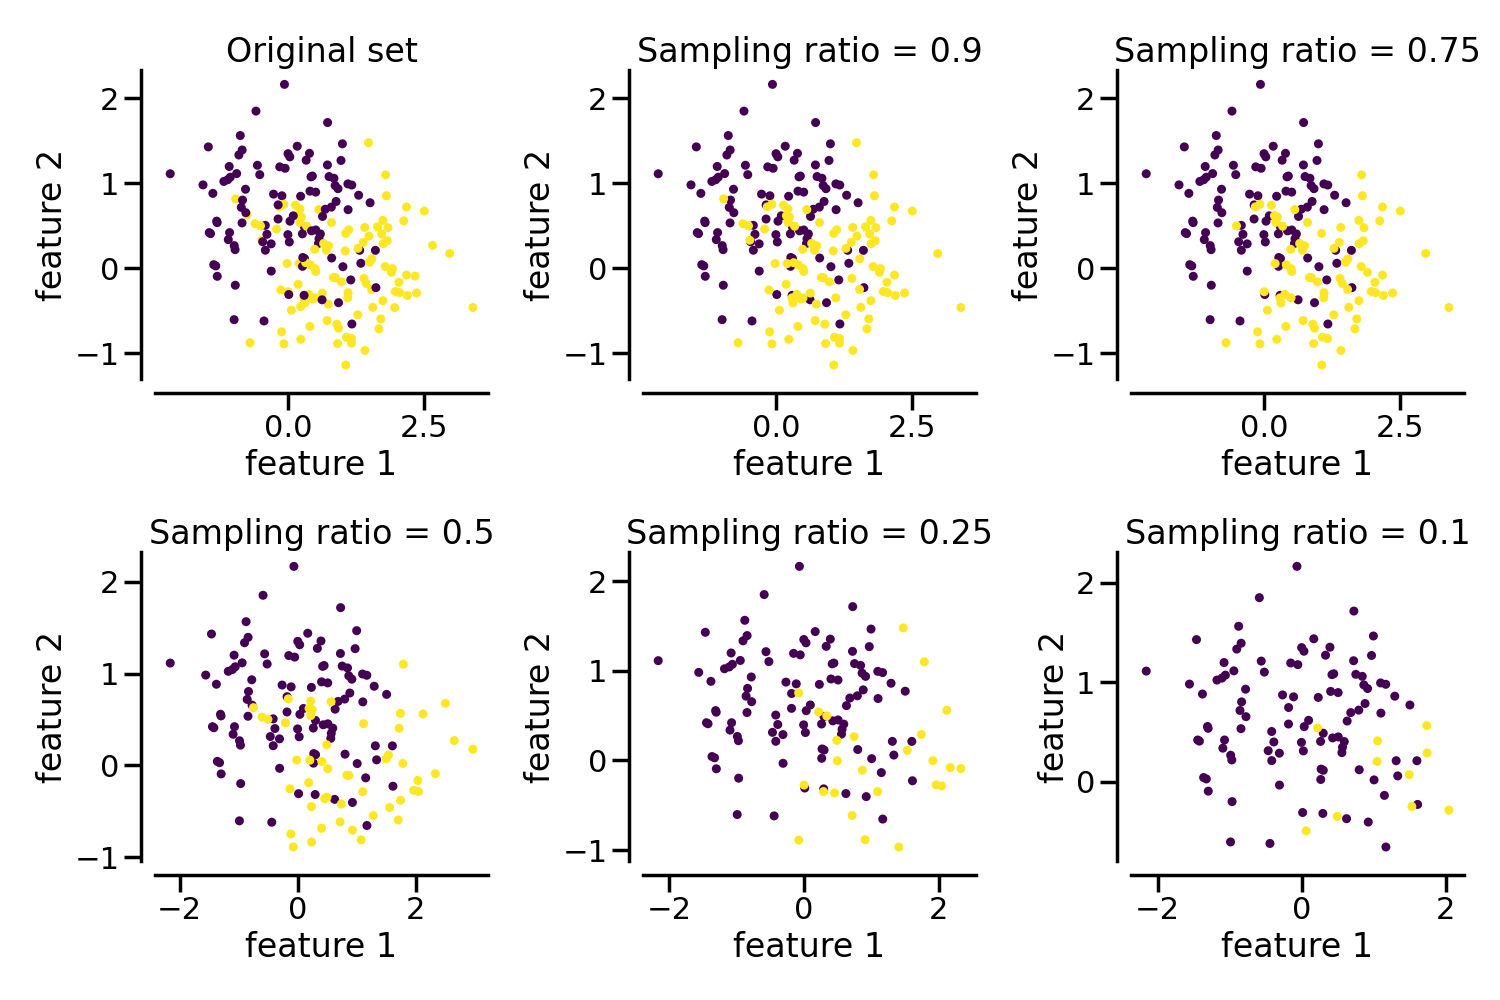 Original set
Sampling ratio = 0.9
Sampling ratio = 0.75
feature 2
2
1
0
−1
0.0
2.5
feature 1
feature 2
2
1
0
−1
0.0
2.5
feature 1
feature 2
2
1
0
−1
0.0
2.5
feature 1
Sampling ratio = 0.5
Sampling ratio = 0.25
Sampling ratio = 0.1
feature 2
2
1
0
−1
−2
0
2
feature 1
feature 2
2
1
0
−1
−2
0
2
feature 1
feature 2
2
1
0
−2
0
2
feature 1